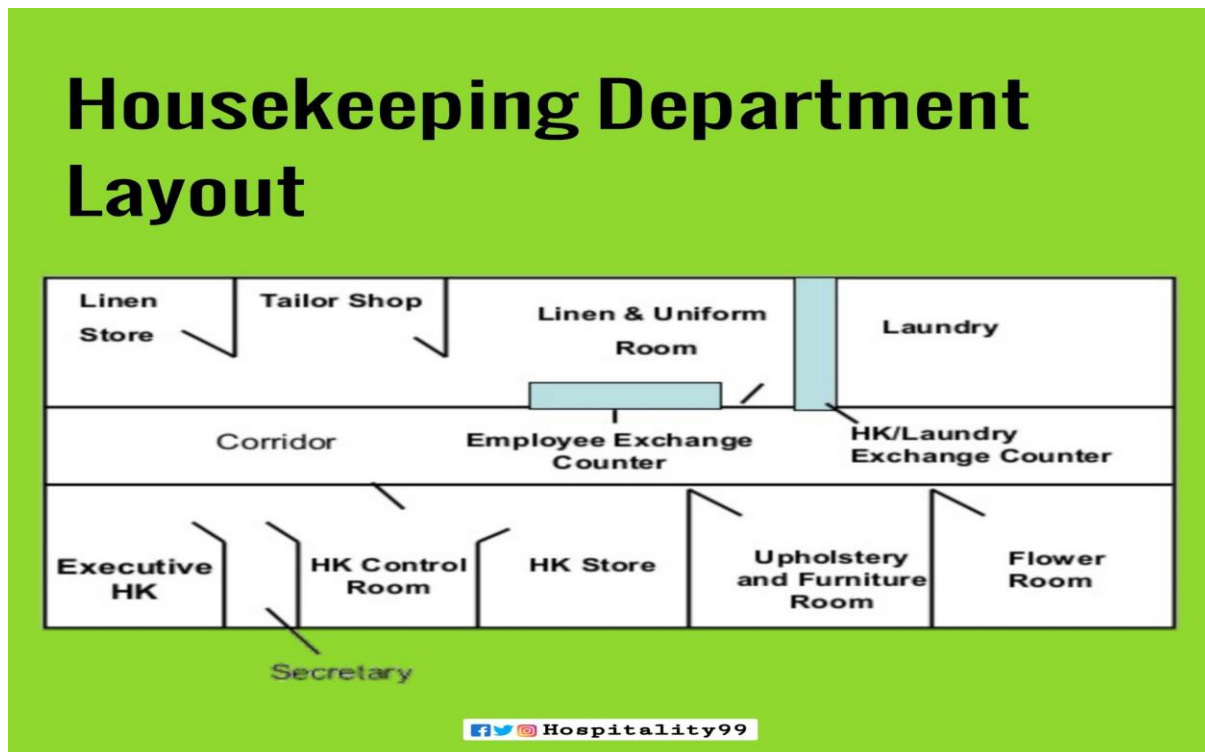 Housekeeping Department
Layout
Linen
Store
Tailor Shop
Linen & Uniform
Room
Laundry
Corridor
Employee Exchange
Counter
HK/Laundry
Exchange Counter
Executive
HK
HK Control
Room
HK Store
Upholstery
and Furniture
Room
Flower
Room
Secretary
Hospitality99